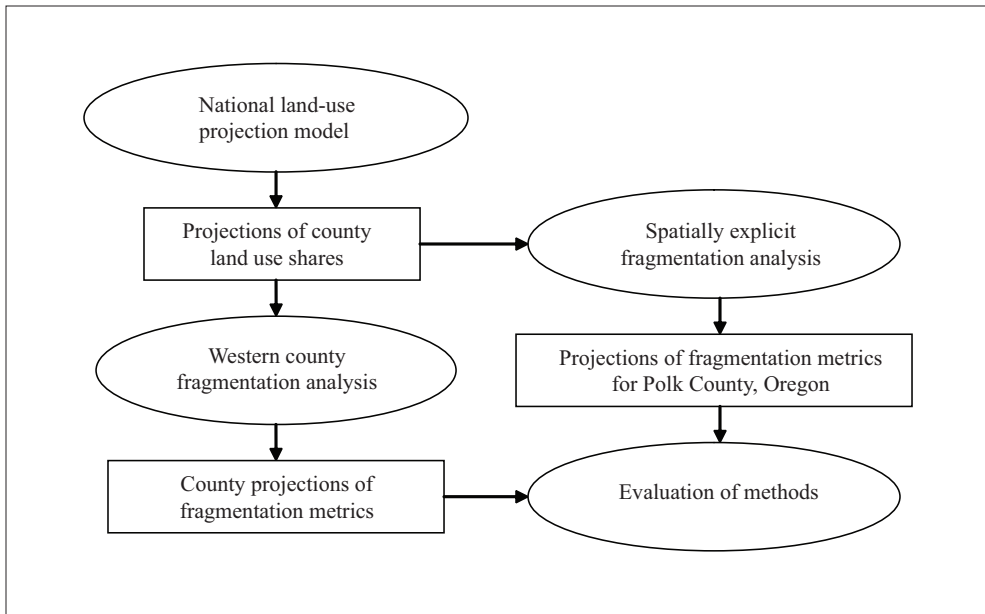 National land-use
projection model
Projections of county
land use shares
Spatially explicit
fragmentation analysis
Western county
fragmentation analysis
Projections of fragmentation metrics
for Polk County, Oregon
County projections of
fragmentation metrics
Evaluation of methods